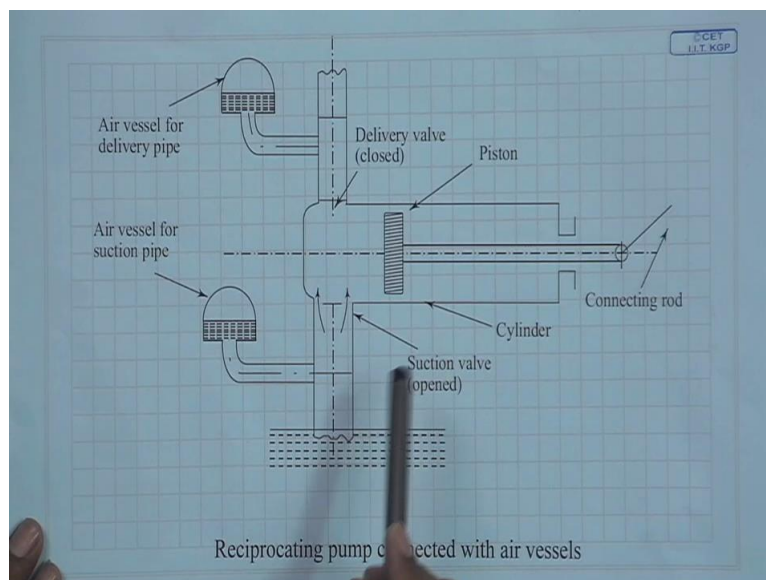 ©CET
I.I.T. KGP
Air vessel for
delivery pipe
Delivery valve
(closed)
Piston
Air vessel for
suction pipe
Connecting rod
Cylinder
Suction valve
(opened)
Reciprocating pump with air vessels